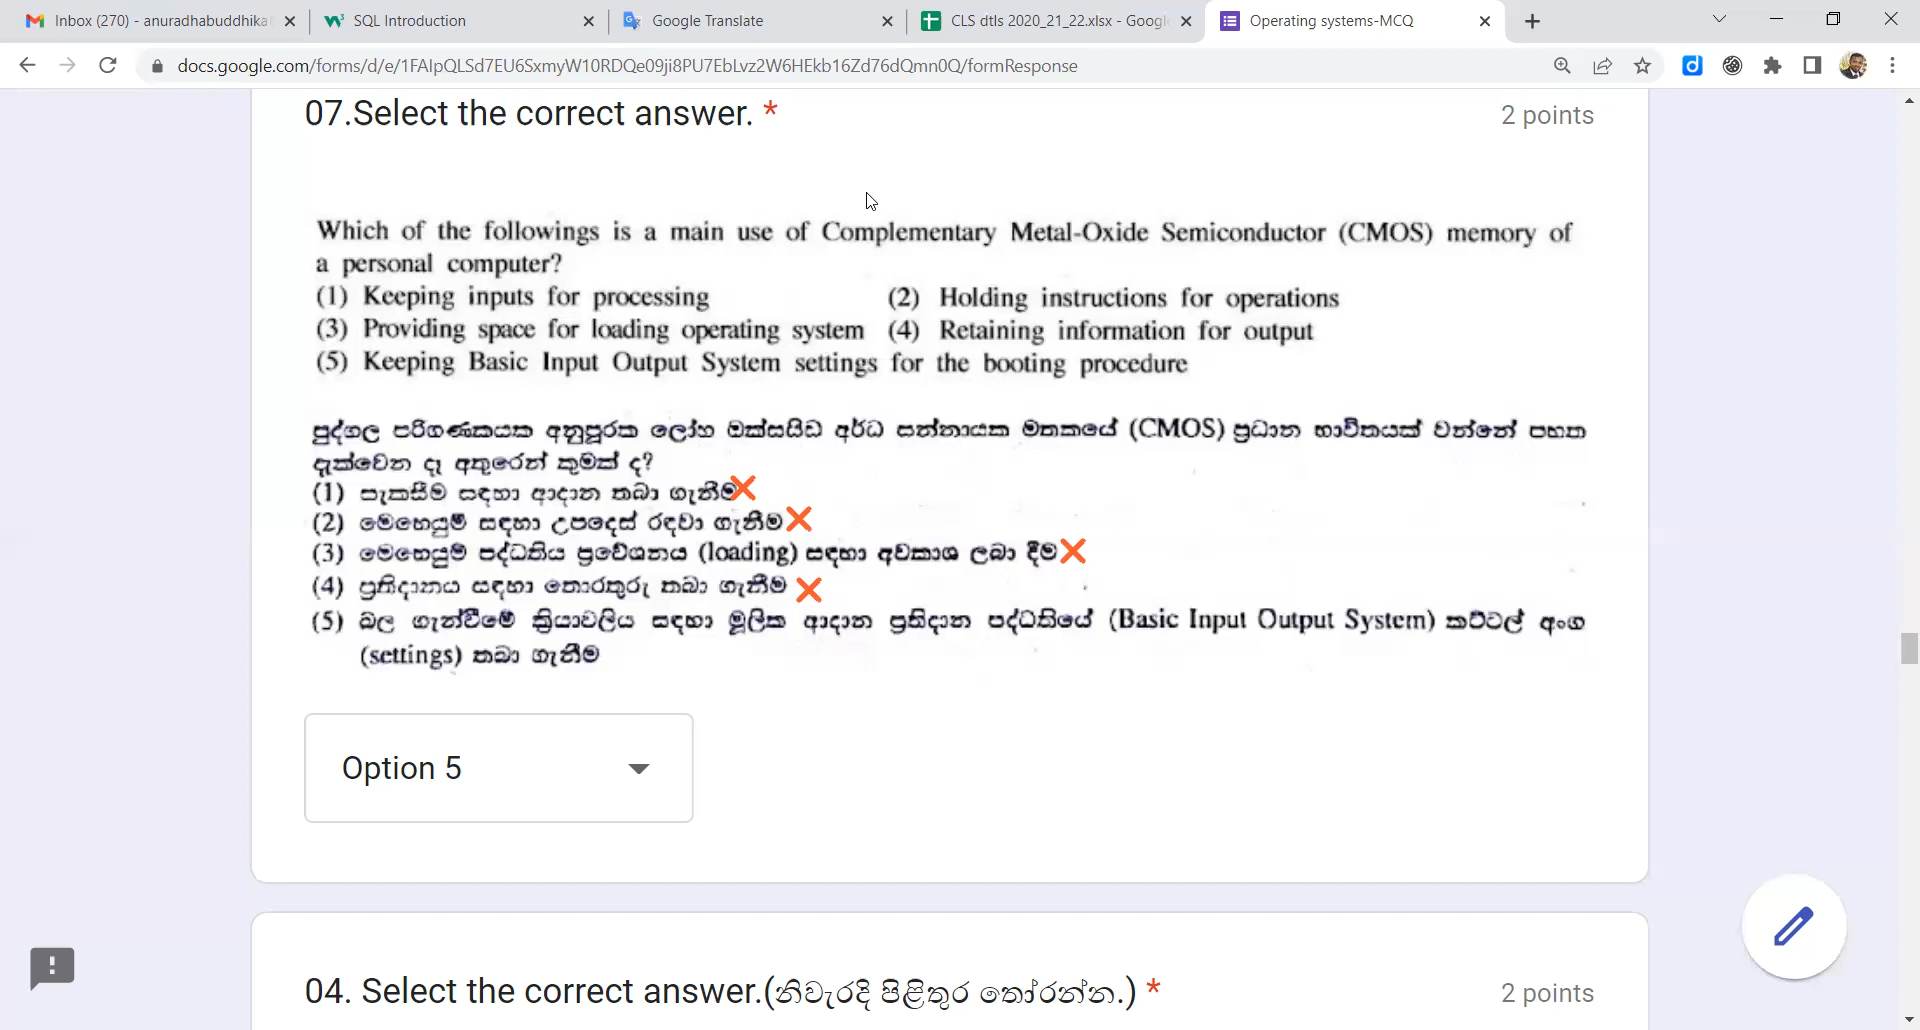 Inbox (270) - anuradhabuddhika
SQL Introduction
Google Translate
CLS dtls 2020_21_22.xlsx - Google
Operating systems-MCQ
docs.google.com/forms/d/e/1FAIpQLSd7EU6SxmyW10RDQe09ji8PU7EbLvz2W6HEkb16Zd76dQmn0Q/formResponse
07.Select the correct answer. *
2 points
Which of the followings is a main use of Complementary Metal-Oxide Semiconductor (CMOS) memory of
a personal computer?
(1) Keeping inputs for processing (2) Holding instructions for operations
(3) Providing space for loading operating system (4) Retaining information for output
(5) Keeping Basic Input Output System settings for the booting procedure
පුද්ගල පරිගණකයක අනුපූරක ලෝහ ඔක්සයිඩ අර්ධ සන්නායක මතකයේ (CMOS) ප්‍රධාන භාවිතයක් වන්නේ පහත
දැක්වෙන දෑ අතුරෙන් කුමක් ද?
(1) සැකසීම සඳහා ආදාන තබා ගැනීම
(2) මෙහෙයුම් සඳහා උපදෙස් රඳවා ගැනීම
(3) මෙහෙයුම් පද්ධතිය ප්‍රවේශනය (loading) සඳහා අවකාශ ලබා දීම
(4) ප්‍රතිදානය සඳහා තොරතුරු තබා ගැනීම
(5) බල ගැන්වීමේ ක්‍රියාවලිය සඳහා මූලික ආදාන ප්‍රතිදාන පද්ධතියේ (Basic Input Output System) කට්ටල් අංග
(settings) තබා ගැනීම
Option 5
04. Select the correct answer.(නිවැරදි පිළිතුර තෝරන්න.) *
2 points